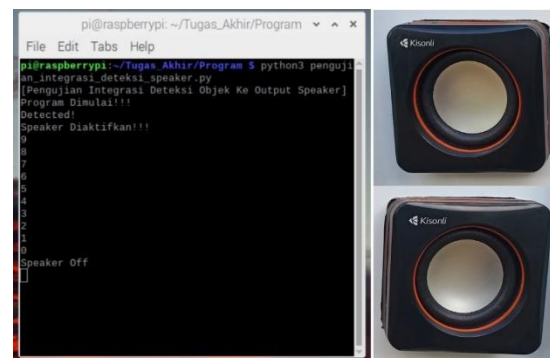 pi@raspberrypi: ~/Tugas_Akhir/Program
File Edit Tabs Help
pi@raspberrypi:~/Tugas_Akhir/Program $ python3 penguji
an_integrasi_deteksi_speaker.py
[Pengujian Integrasi Deteksi Objek Ke Output Speaker]
Program Dimulai!!!
Detected!
Speaker Diaktifkan!!!
9
8
7
6
5
4
3
2
1
0
Speaker Off
Kisonli
Kisonli